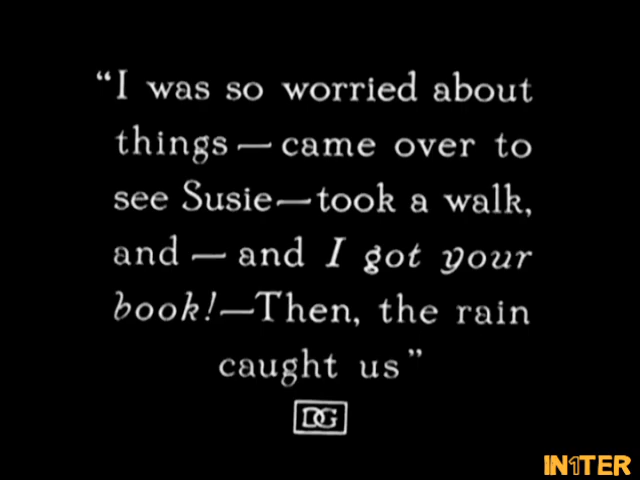 “I was so worried about
things — came over to
see Susie—took a walk,
and — and I got your
book!—Then, the rain
caught us”
DG
IN1TER